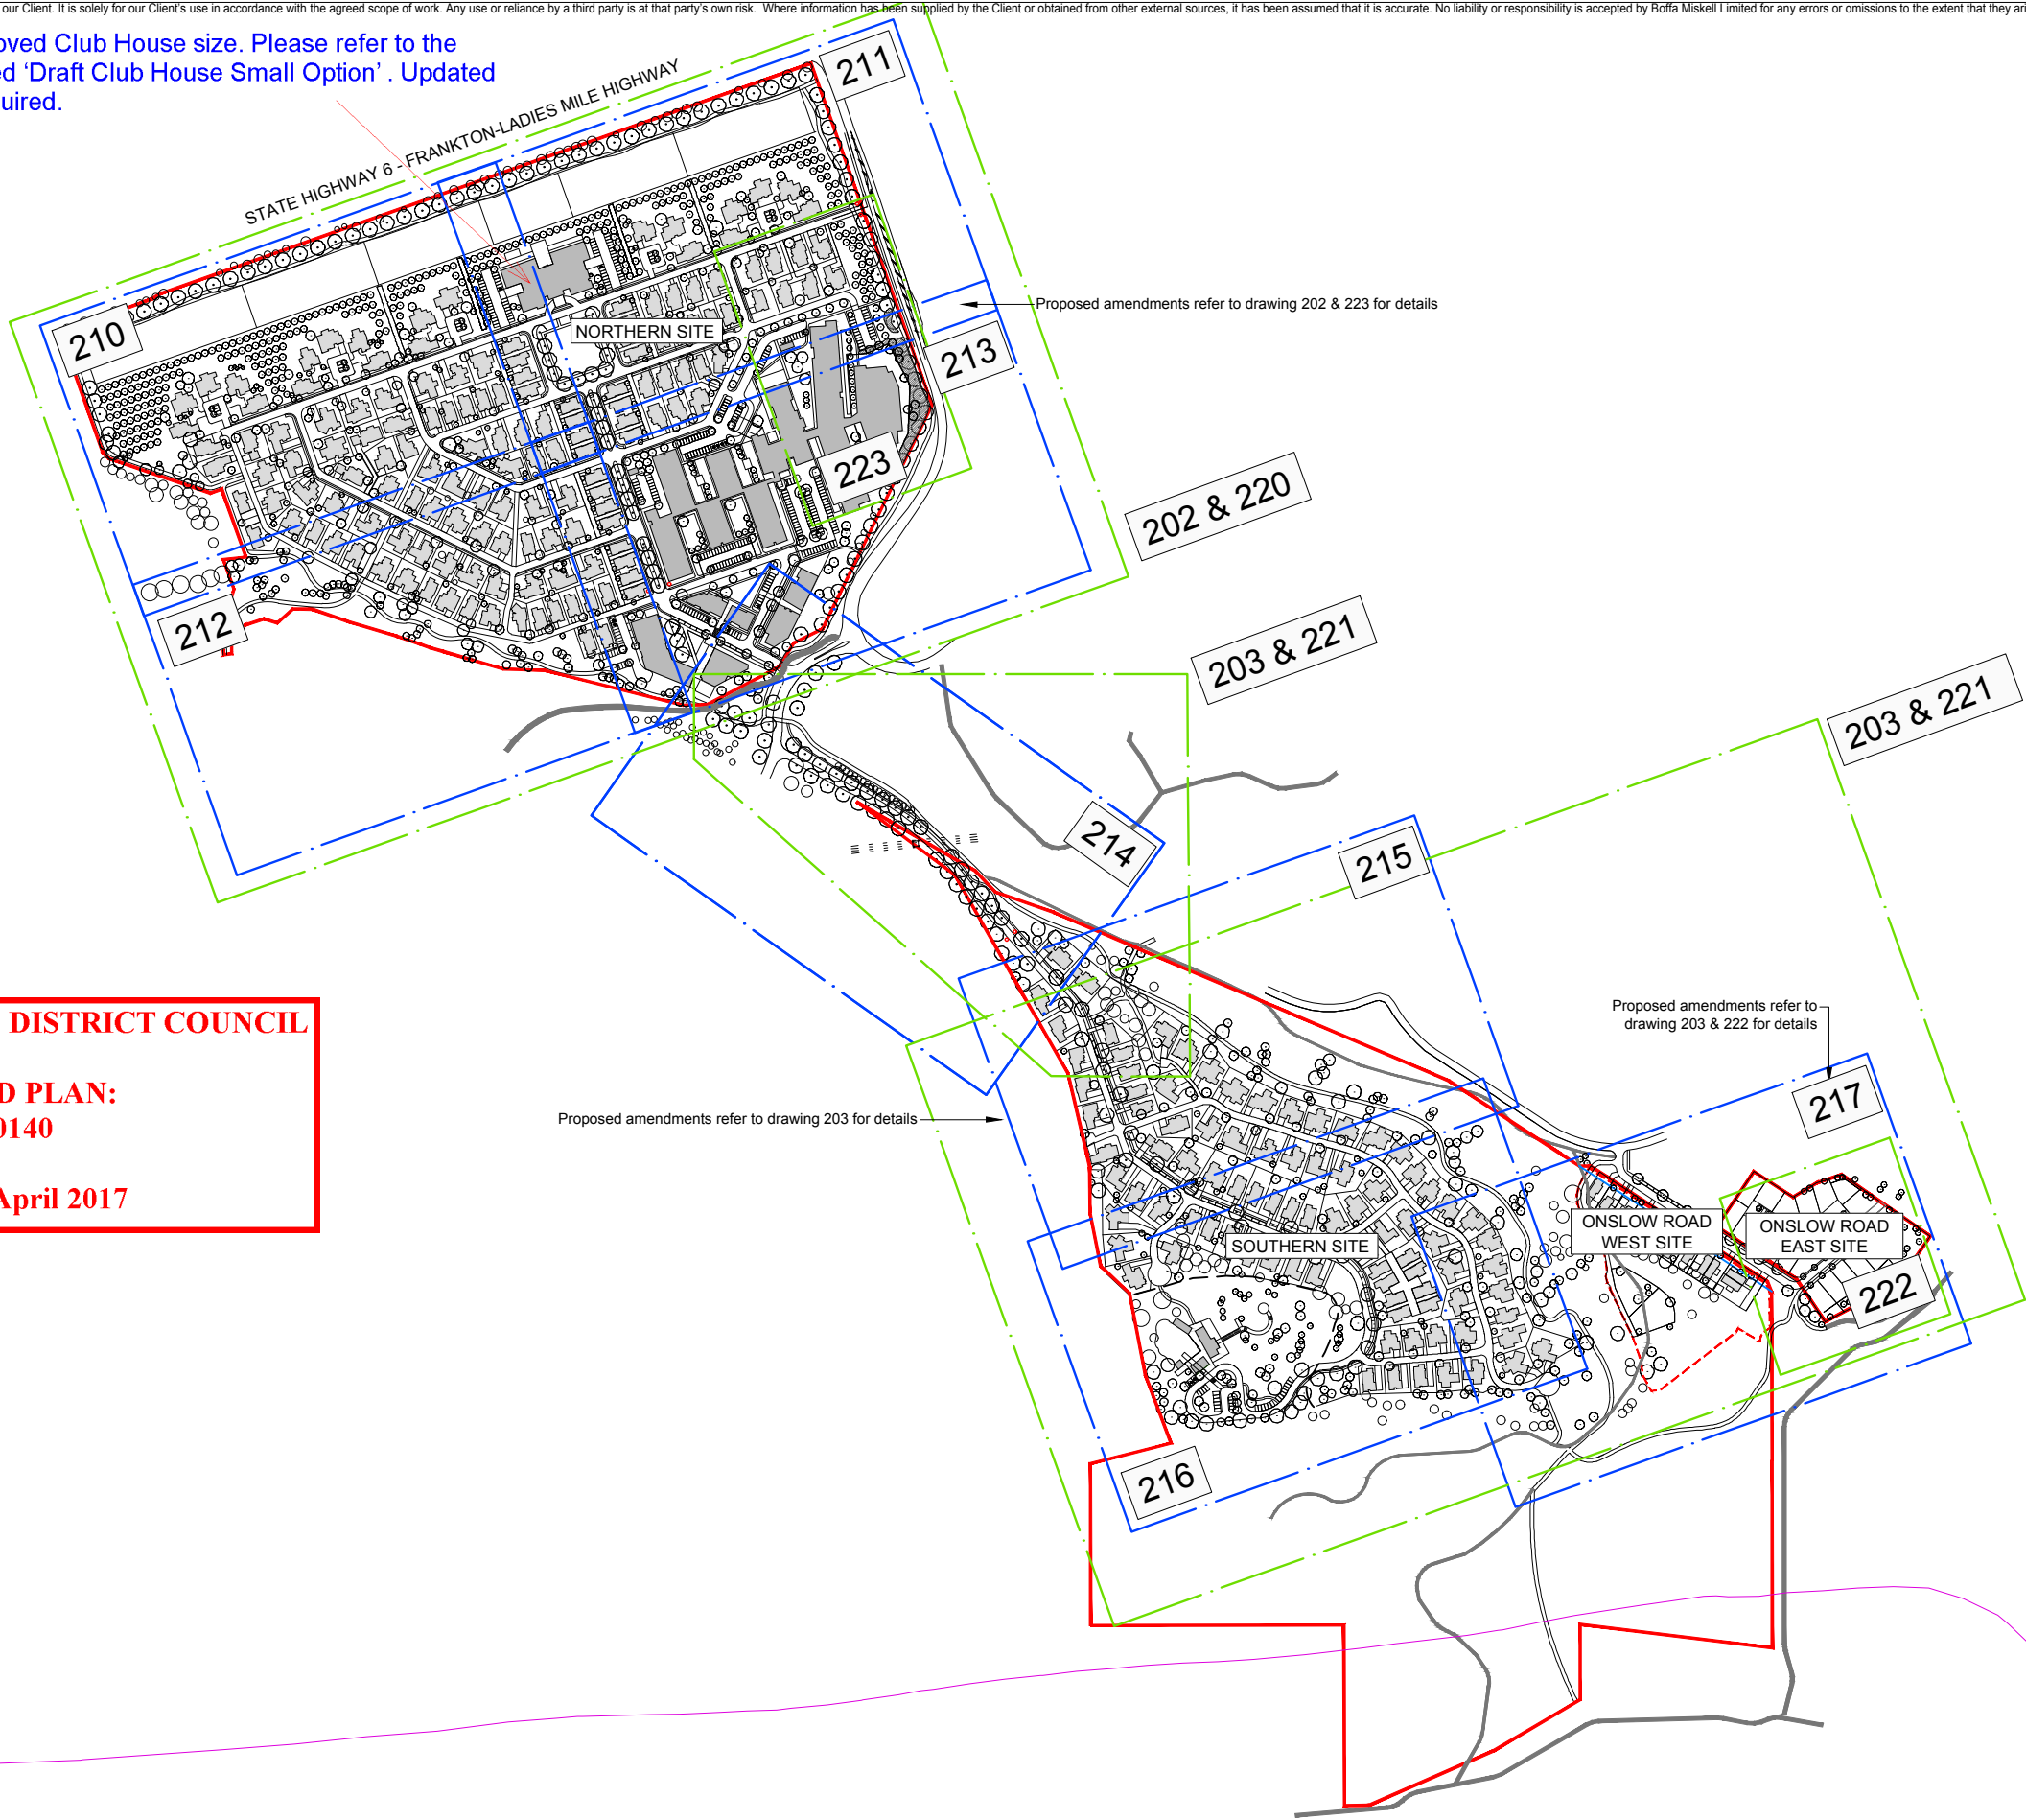 our Client. It is solely for our Client's use in accordance with the agreed scope of work. Any use or reliance by a third party is at that party's own risk. Where information has been supplied by the Client or obtained from other external sources, it has been assumed that it is accurate. No liability or responsibility is accepted by Boffa Miskell Limited for any errors or omissions to the extent that they
oved Club House size. Please refer to the
ed ‘Draft Club House Small Option’ . Updated
uired.
STATE HIGHWAY 6 - FRANKTON-LADIES MILE HIGHWAY
211
210
NORTHERN SITE
Proposed amendments refer to drawing 202 & 223 for details
213
223
202 & 220
212
203 & 221
203 & 221
214
215
DISTRICT COUNCIL
D PLAN:
0140
April 2017
Proposed amendments refer to
drawing 203 & 222 for details
217
Proposed amendments refer to drawing 203 for details
ONSLOW ROAD
WEST SITE
ONSLOW ROAD
EAST SITE
SOUTHERN SITE
222
216